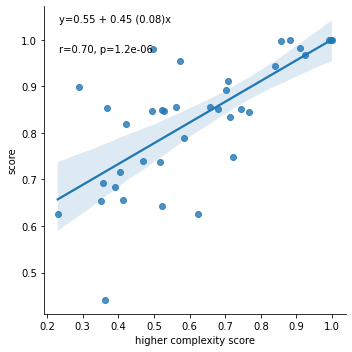 y=0.55 + 0.45 (0.08)x
r=0.70, p=1.2e-06
1.0
0.9
0.8
0.7
0.6
0.5
score
0.2 0.3 0.4 0.5 0.6 0.7 0.8 0.9 1.0
higher complexity score